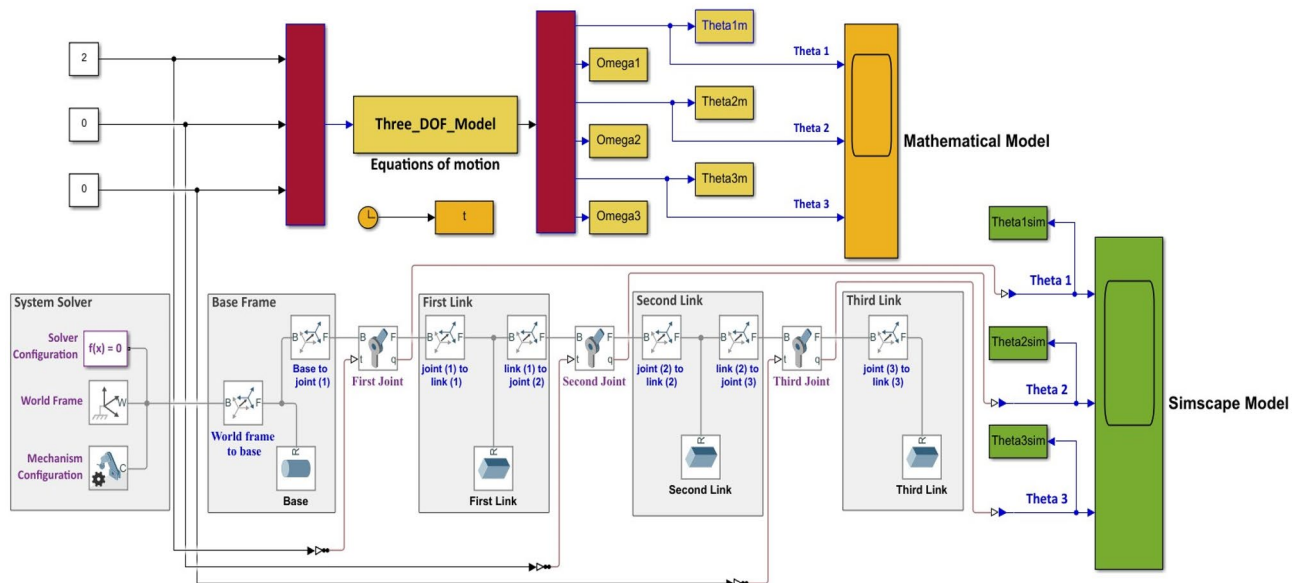 2
0
0
Three_DOF_Model
Equations of motion
t
Theta1m
Omega1
Theta2m
Omega2
Theta3m
Omega3
Theta 1
Theta 2
Theta 3
Mathematical Model
System Solver
Solver
Configuration
f(x) = 0
World Frame
W
Mechanism
Configuration
C
Base Frame
B F
World frame
to base
B F
Base to
joint (1)
R
Base
B F
t q
First Joint
First Link
B F
joint (1) to
link (1)
B F
link (1) to
joint (2)
R
First Link
B F
t q
Second Joint
Second Link
B F
joint (2) to
link (2)
B F
link (2) to
joint (3)
R
Second Link
B F
t q
Third Joint
Third Link
B F
joint (3) to
link (3)
R
Third Link
Theta1sim
Theta 1
Theta2sim
Theta 2
Theta3sim
Theta 3
Simscape Model